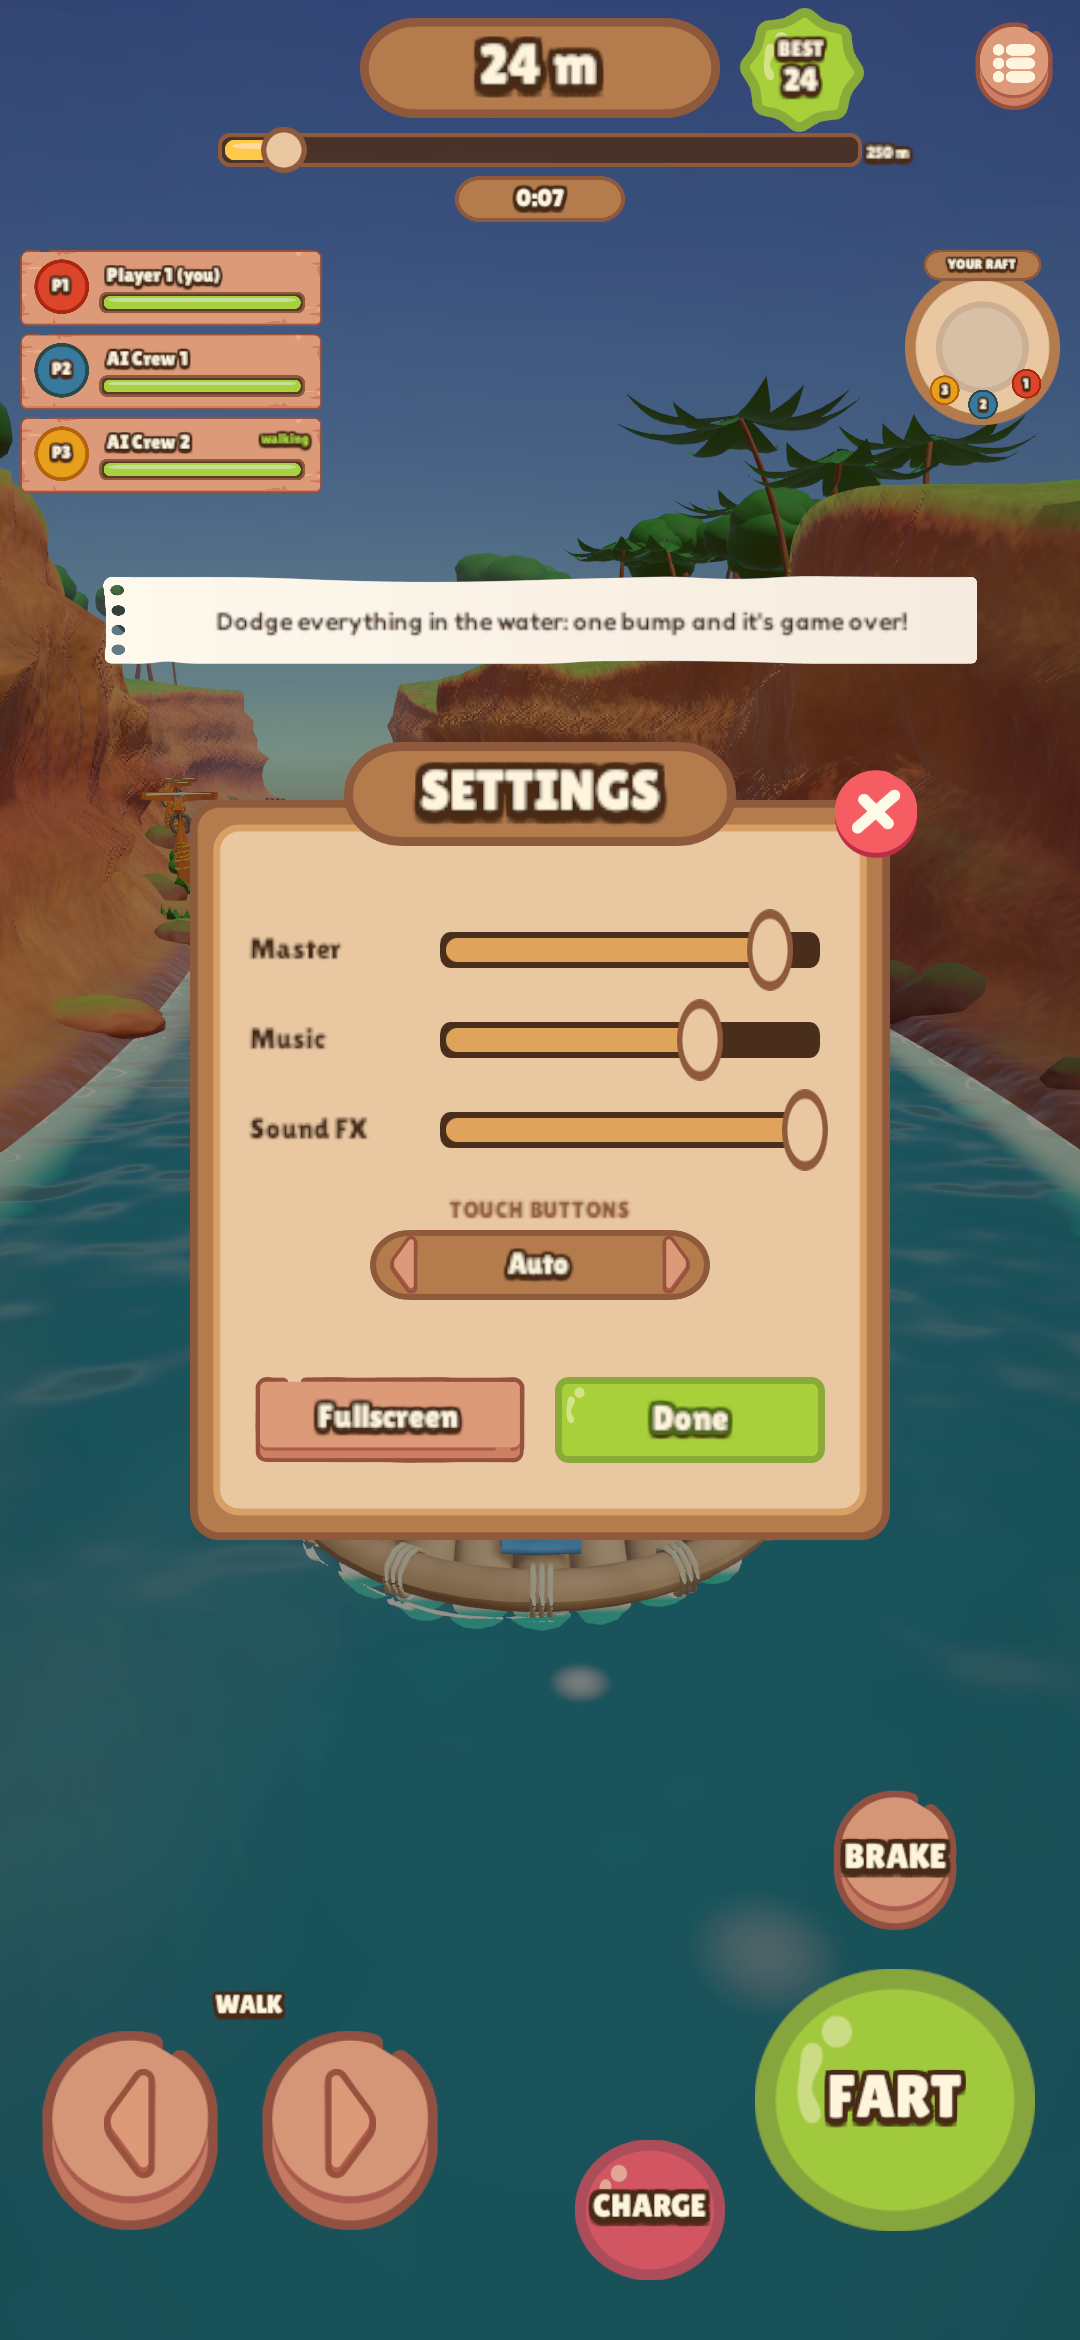 24 m
BEST
24
250 m
0:07
P1
Player 1 (you)
P2
AI Crew 1
P3
AI Crew 2
walking
YOUR RAFT
3
2
1
Dodge everything in the water: one bump and it's game over!
SETTINGS
Master
Music
Sound FX
TOUCH BUTTONS
Auto
Fullscreen
Done
BRAKE
WALK
FART
CHARGE